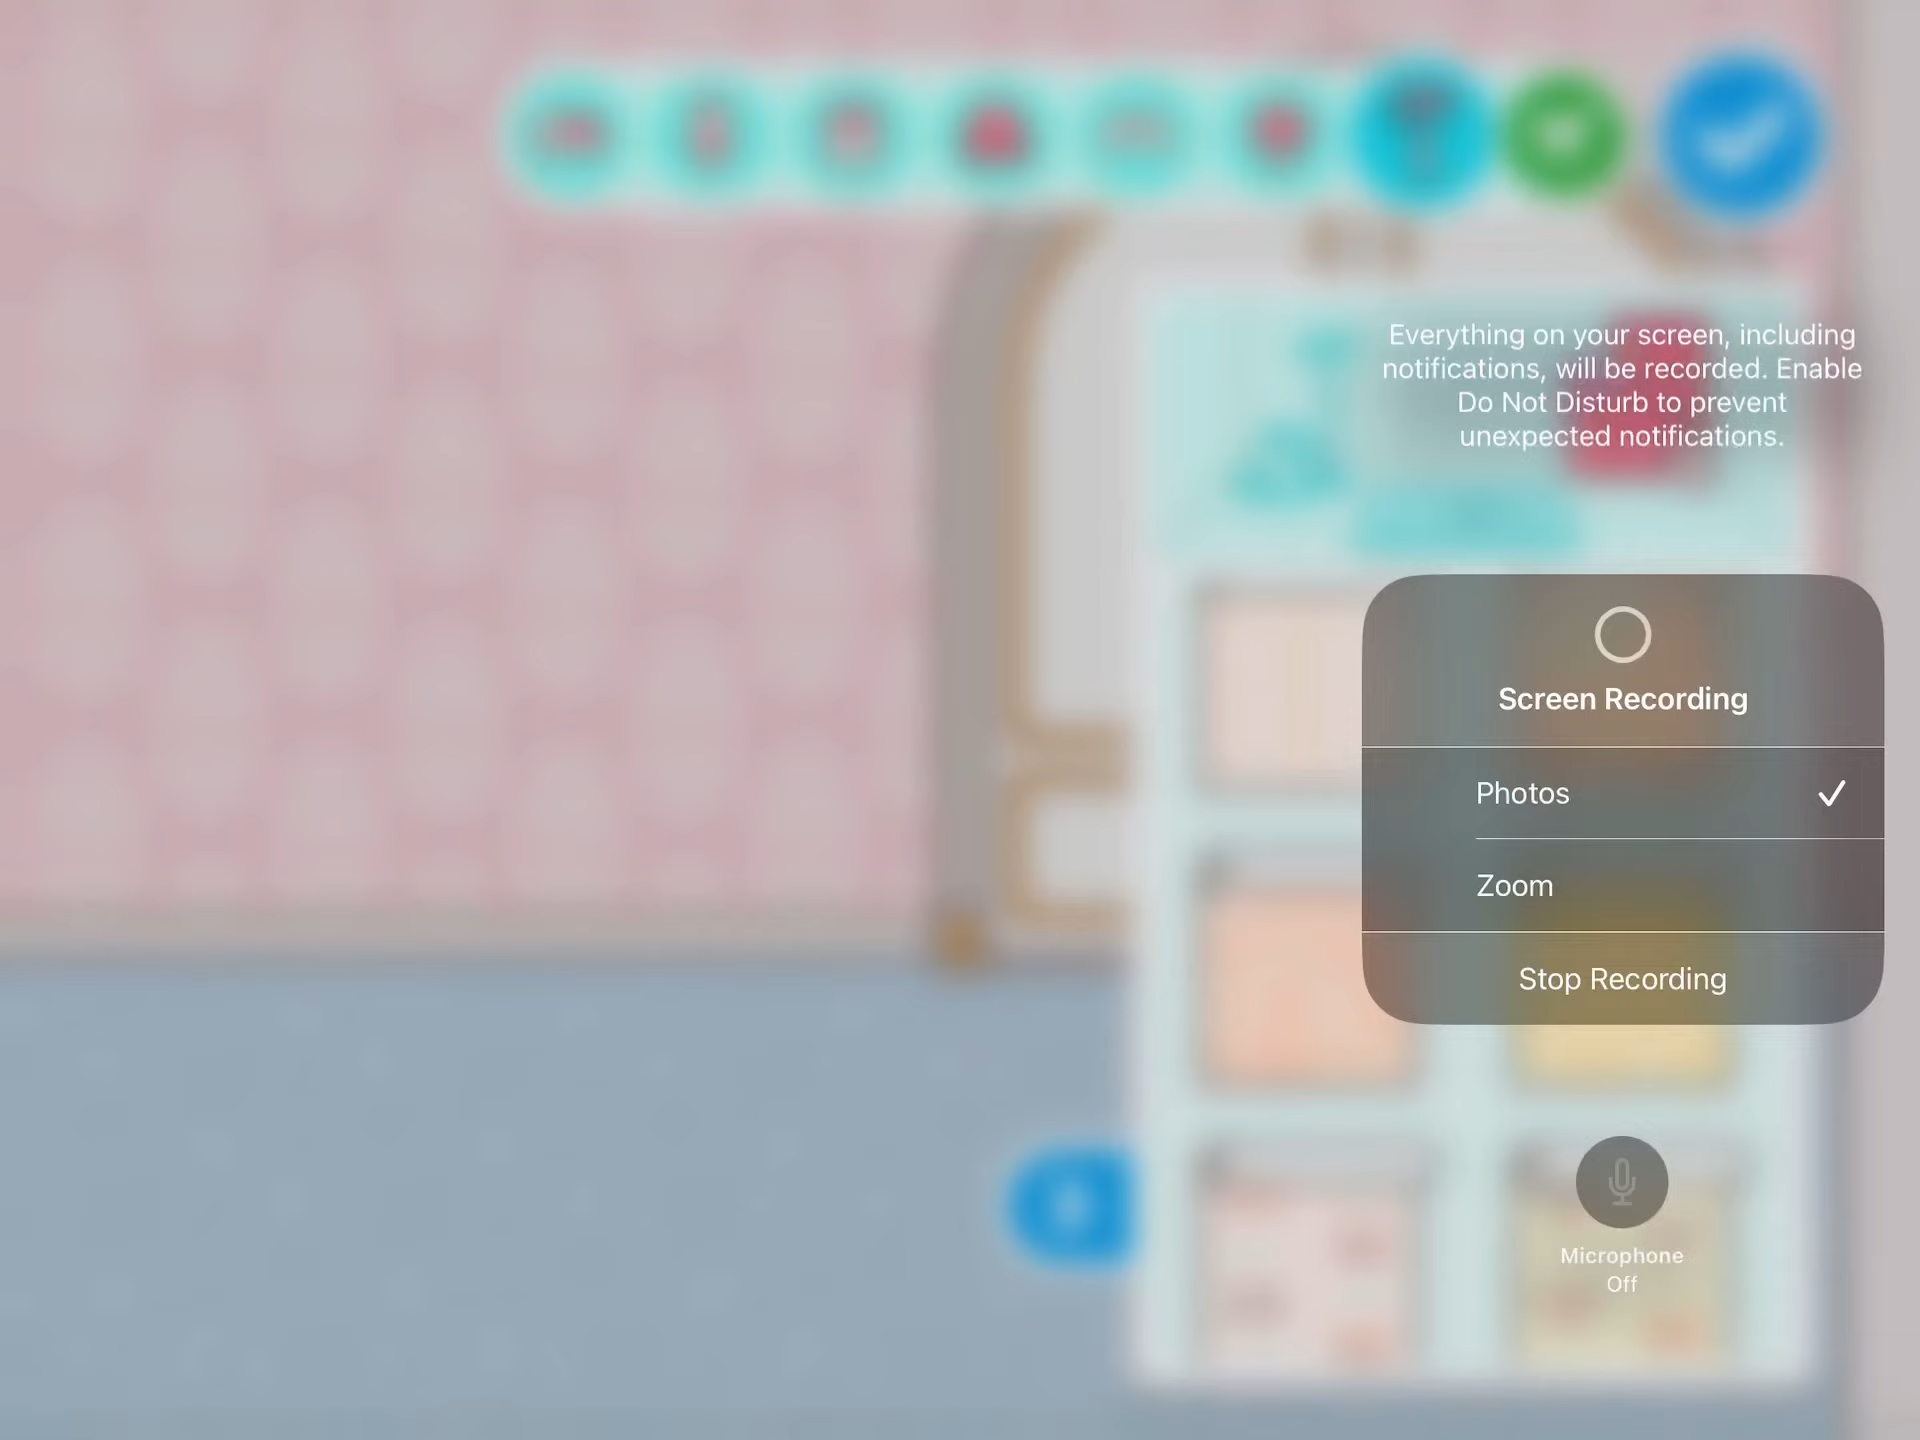 Everything on your screen, including
notifications, will be recorded. Enable
Do Not Disturb to prevent
unexpected notifications.
Screen Recording
Photos
Zoom
Stop Recording
Microphone
Off